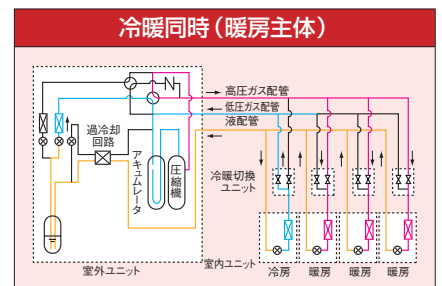 冷暖同時（暖房主体）
高圧ガス配管
低圧ガス配管
液配管
過冷却
回路
アキュムレータ
圧縮機
冷暖切換
ユニット
室外ユニット
室内ユニット
冷房
暖房
暖房
暖房